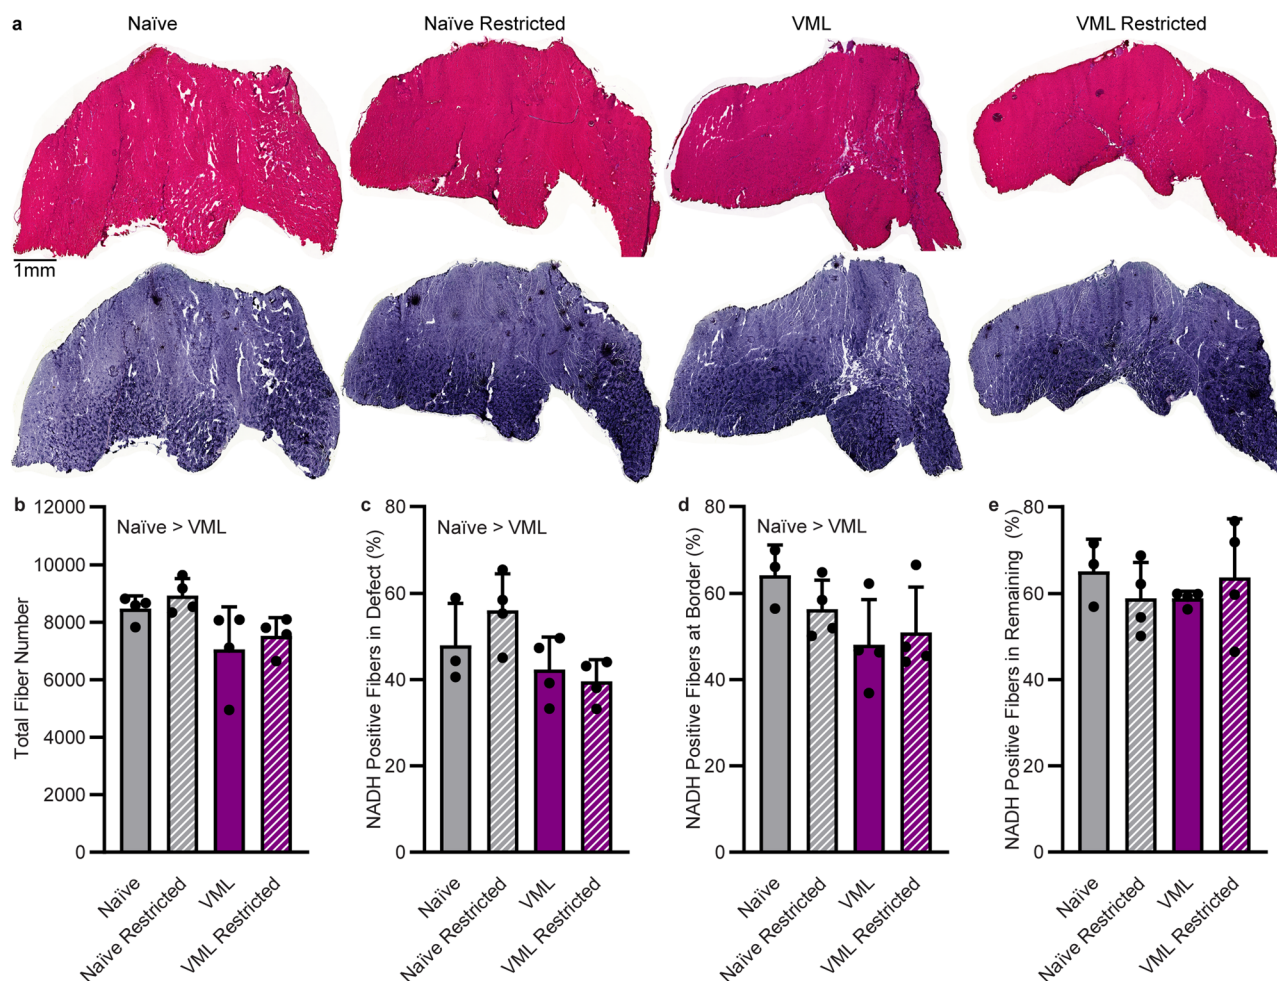 a
Naïve
Naïve Restricted
VML
VML Restricted
1mm
b
Total Fiber Number
12000
10000
8000
6000
4000
2000
0
Naïve > VML
Naïve
Naïve Restricted
VML
VML Restricted
c
NADH Positive Fibers in Defect (%)
80
60
40
20
0
Naïve > VML
Naïve
Naïve Restricted
VML
VML Restricted
d
NADH Positive Fibers at Border (%)
80
60
40
20
0
Naïve > VML
Naïve
Naïve Restricted
VML
VML Restricted
e
NADH Positive Fibers in Remaining (%)
80
60
40
20
0
Naïve
Naïve Restricted
VML
VML Restricted